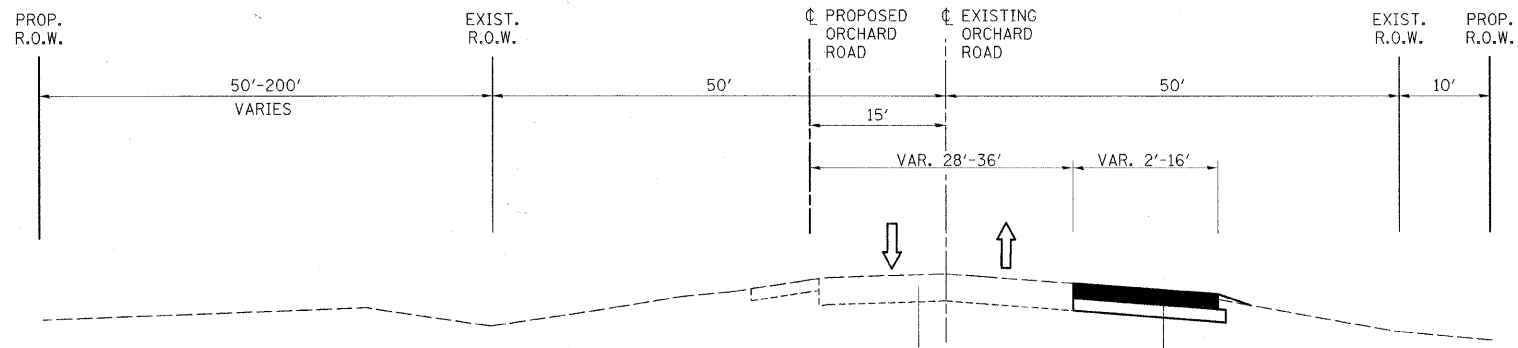 PROP.
R.O.W.
EXIST.
R.O.W.
℄ PROPOSED
ORCHARD
ROAD
℄ EXISTING
ORCHARD
ROAD
EXIST.
R.O.W.
PROP.
R.O.W.
50'-200'
VARIES
50'
50'
10'
15'
VAR. 28'-36'
VAR. 2'-16'